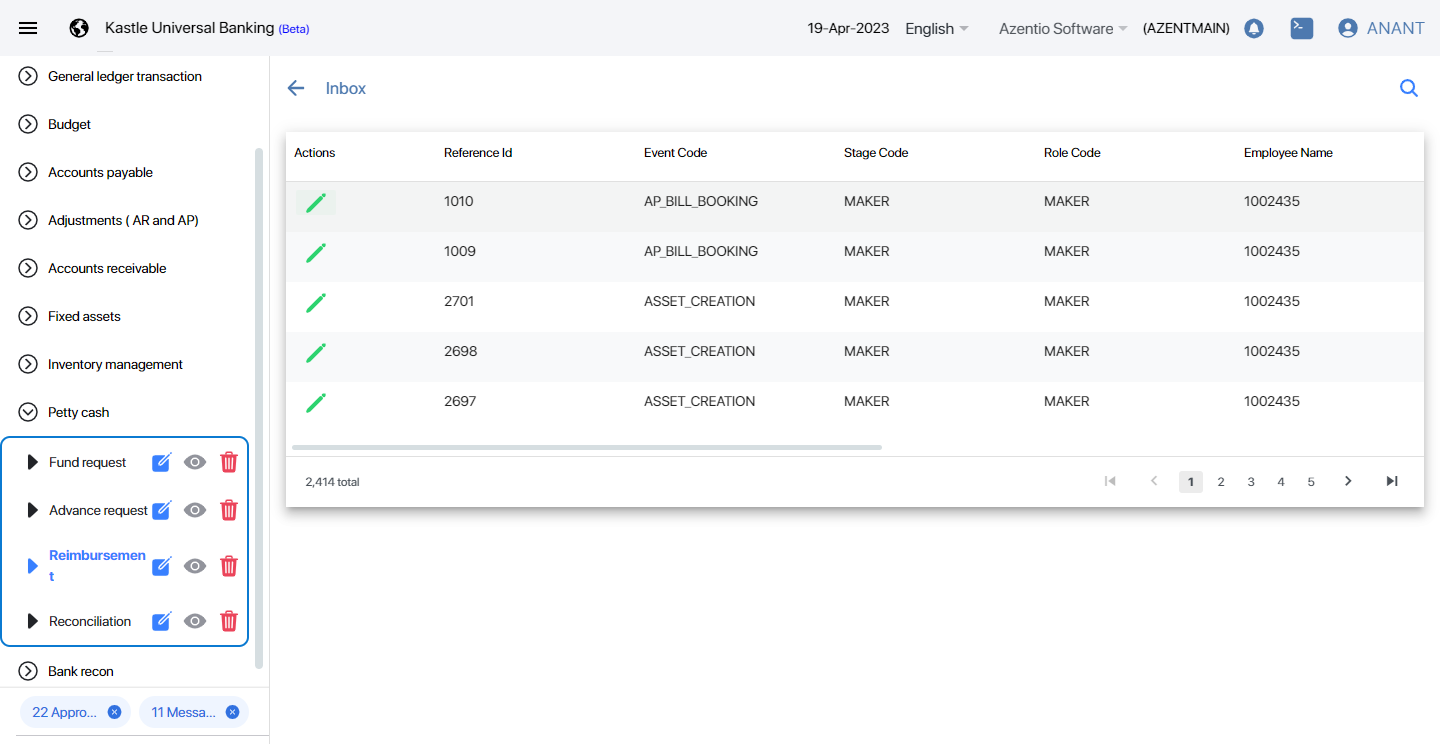 Kastle Universal Banking (Beta)
19-Apr-2023 English Azentio Software (AZENTMAIN) ANANT
General ledger transaction
Budget
Accounts payable
Adjustments ( AR and AP)
Accounts receivable
Fixed assets
Inventory management
Petty cash
Fund request
Advance request
Reimbursemen
t
Reconciliation
Bank recon
22 Appro... 11 Messa...
Inbox
Actions Reference Id Event Code Stage Code Role Code Employee Name
1010 AP_BILL_BOOKING MAKER MAKER 1002435
1009 AP_BILL_BOOKING MAKER MAKER 1002435
2701 ASSET_CREATION MAKER MAKER 1002435
2698 ASSET_CREATION MAKER MAKER 1002435
2697 ASSET_CREATION MAKER MAKER 1002435
2,414 total 1 2 3 4 5